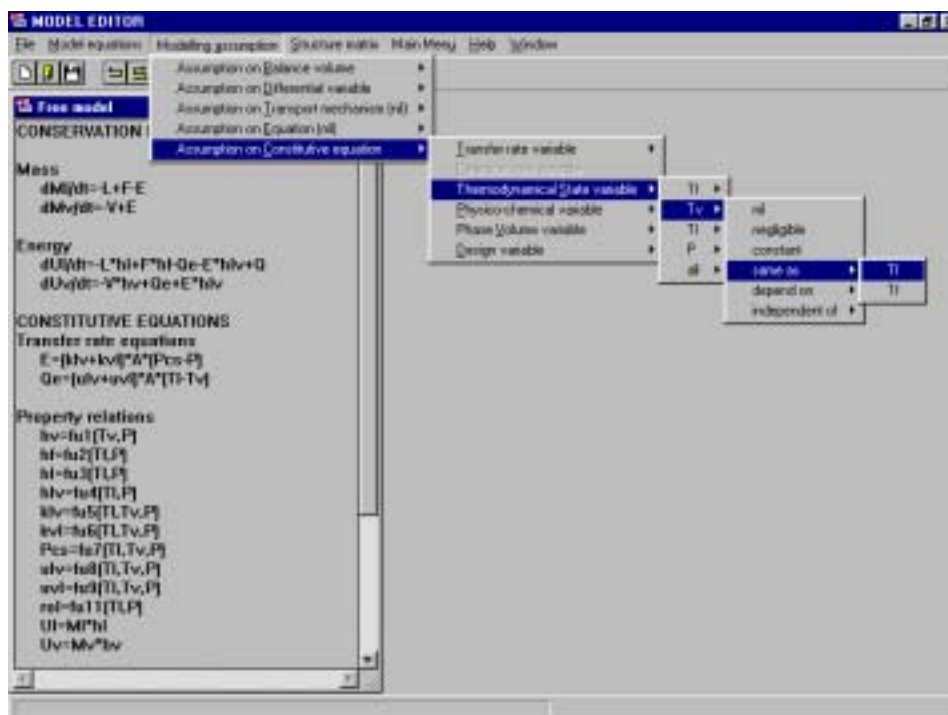 MODEL EDITOR
File Model equations Modelling assumption Structure matrix Main Menu Help Window
Assumption on Balance volume
Assumption on Differential variable
Assumption on Transport mechanism (nil)
Assumption on Equation (nil)
Assumption on Constitutive equation
Transfer rate variable
Thermodynamical State variable
Physico-chemical variable
Phase Volume variable
Design variable
Tl
Tv
P
all
nil
negligible
constant
same as
depend on
independent of
Tl
Free model
CONSERVATION
Mass
dMl/dt=-L+F-E
dMv/dt=-V+E
Energy
dUl/dt=-L*hl+F*hf-Qe-E*hlv+Q
dUv/dt=-V*hv+Qe+E*hlv
CONSTITUTIVE EQUATIONS
Transfer rate equations
E=(klv+kvl)*A*(Pcs-P)
Qe=(ulv+uvl)*A*(Tl-Tv)
Property relations
hv=fu1(Tv,P)
hf=fu2(Tf,P)
hl=fu3(Tl,P)
hlv=fu4(Tl,P)
klv=fu5(Tl,Tv,P)
kvl=fu6(Tl,Tv,P)
Pcs=fu7(Tl,Tv,P)
ulv=fu8(Tl,Tv,P)
uvl=fu9(Tl,Tv,P)
rol=fu11(Tl,P)
Ul=Ml*hl
Uv=Mv*hv